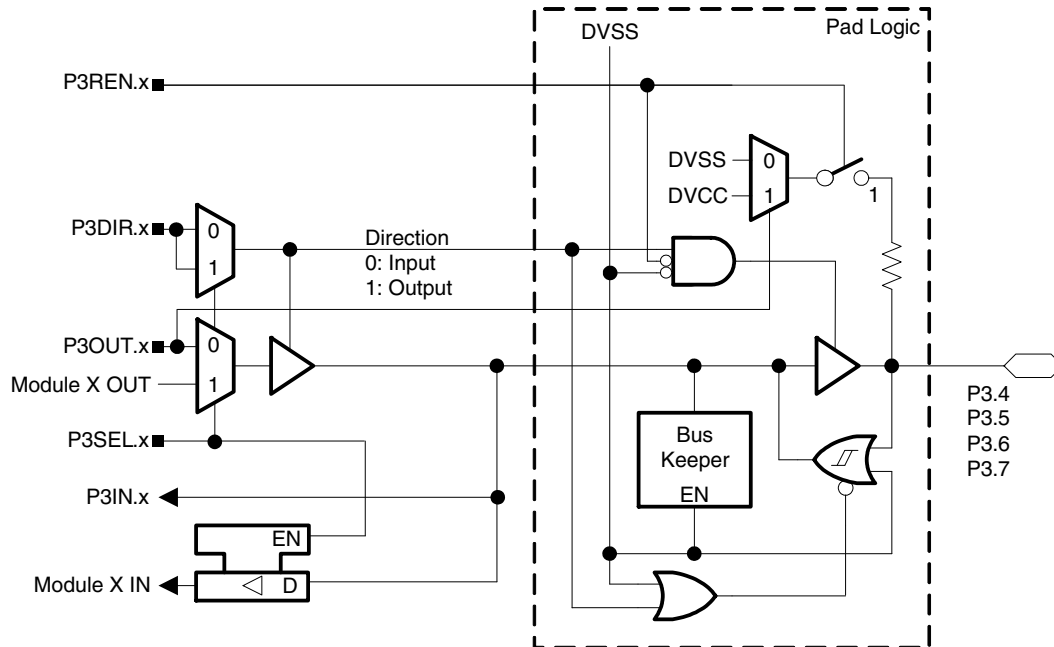 DVSS
Pad Logic
P3REN.x
DVSS
0
DVCC
1
1
P3DIR.x
0
1
Direction
0: Input
1: Output
P3OUT.x
0
Module X OUT
1
P3.4
P3.5
P3.6
P3.7
P3SEL.x
Bus
Keeper
EN
P3IN.x
EN
Module X IN
D